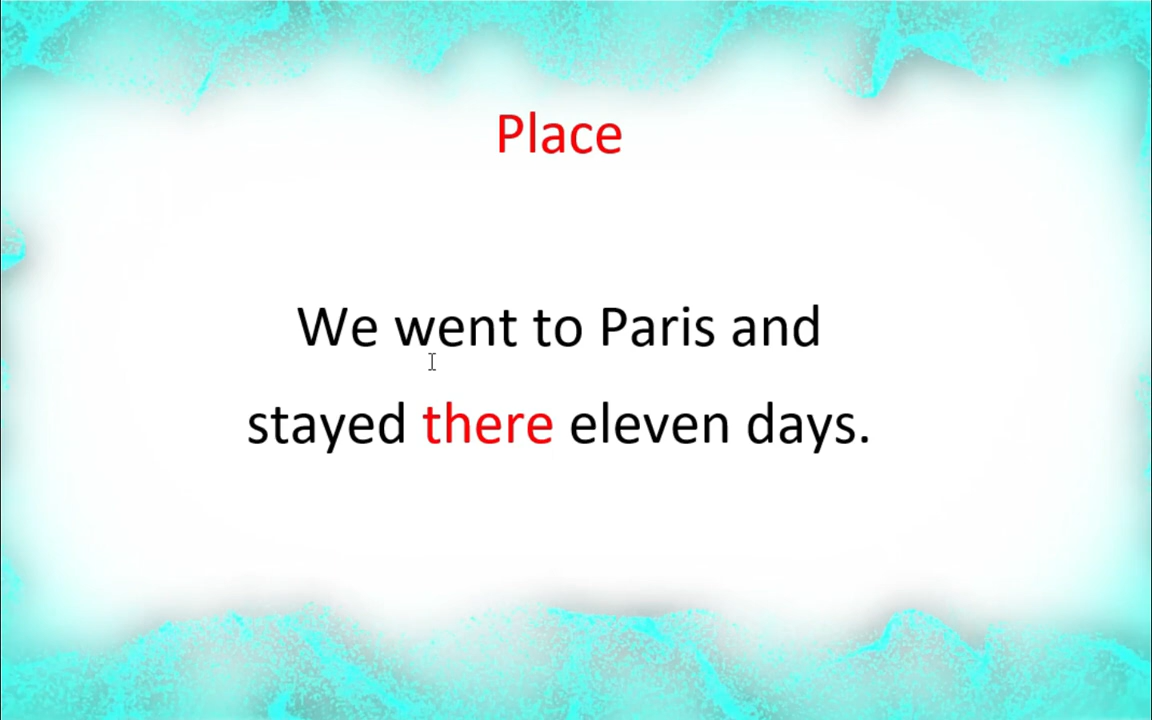 Place
We went to Paris and
stayed there eleven days.